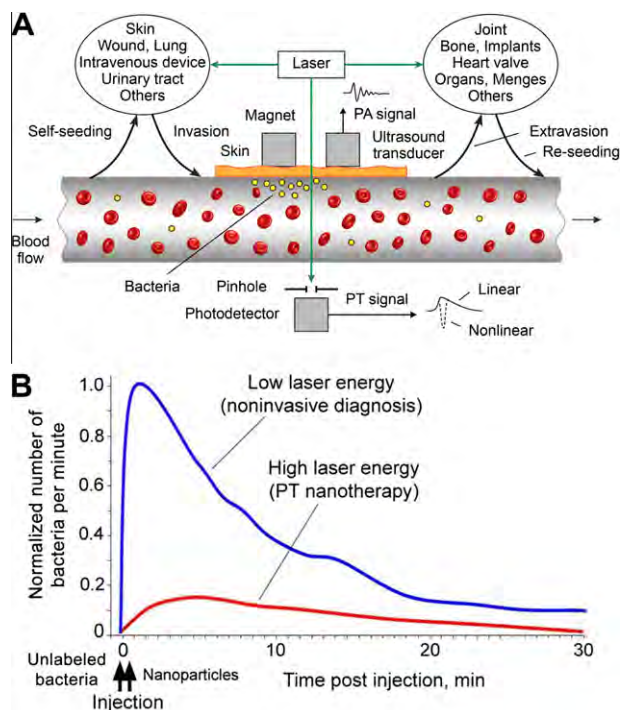 A
Skin
Wound, Lung
Intravenous device
Urinary tract
Others
Laser
Joint
Bone, Implants
Heart valve
Organs, Menges
Others
PA signal
Magnet
Ultrasound
transducer
Self-seeding
Invasion
Skin
Extravasion
Re-seeding
Blood
flow
Bacteria
Pinhole
Photodetector
PT signal
Linear
Nonlinear
B
Normalized number of
bacteria per minute
1.0
0.8
0.6
0.4
0.2
0
Low laser energy
(noninvasive diagnosis)
High laser energy
(PT nanotherapy)
0
10
20
30
Unlabeled
bacteria
Nanoparticles
Injection
Time post injection, min